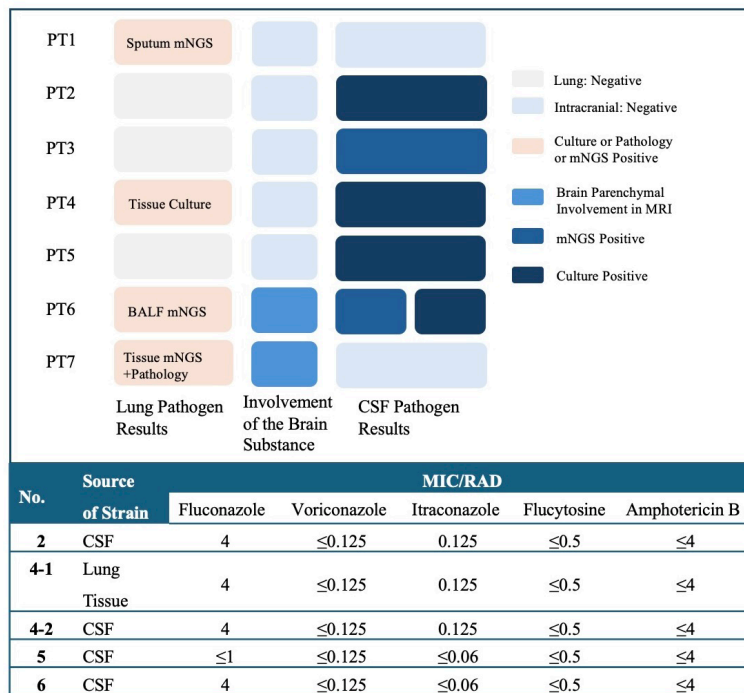 PT1
Sputum mNGS
PT2
PT3
PT4
Tissue Culture
PT5
PT6
BALF mNGS
PT7
Tissue mNGS
+Pathology
Lung Pathogen
Results
Involvement
of the Brain
Substance
CSF Pathogen
Results
Lung: Negative
Intracranial: Negative
Culture or Pathology
or mNGS Positive
Brain Parenchymal
Involvement in MRI
mNGS Positive
Culture Positive
No. Source of Strain MIC/RAD
Fluconazole Voriconazole Itraconazole Flucytosine Amphotericin B
2 CSF 4 ≤0.125 0.125 ≤0.5 ≤4
4-1 Lung Tissue 4 ≤0.125 0.125 ≤0.5 ≤4
4-2 CSF 4 ≤0.125 0.125 ≤0.5 ≤4
5 CSF ≤1 ≤0.125 ≤0.06 ≤0.5 ≤4
6 CSF 4 ≤0.125 ≤0.06 ≤0.5 ≤4